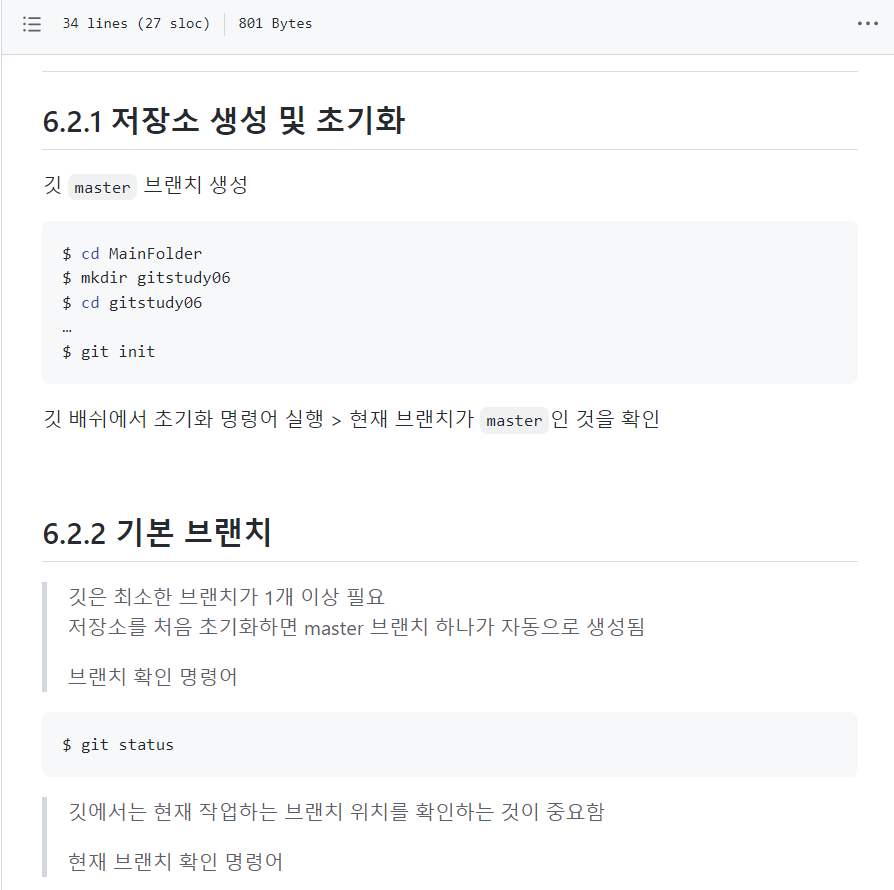 34 lines (27 sloc) 801 Bytes
6.2.1 저장소 생성 및 초기화
깃 master 브랜치 생성
$ cd MainFolder
$ mkdir gitstudy06
$ cd gitstudy06
…
$ git init
깃 배쉬에서 초기화 명령어 실행 > 현재 브랜치가 master 인 것을 확인
6.2.2 기본 브랜치
깃은 최소한 브랜치가 1개 이상 필요
저장소를 처음 초기화하면 master 브랜치 하나가 자동으로 생성됨
브랜치 확인 명령어
$ git status
깃에서는 현재 작업하는 브랜치 위치를 확인하는 것이 중요함
현재 브랜치 확인 명령어